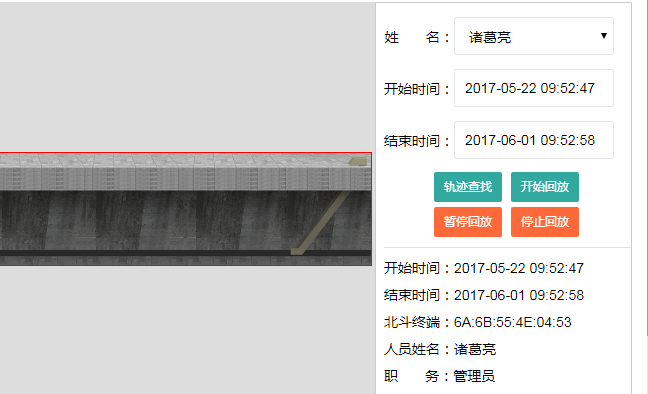 姓　　名： 诸葛亮
开始时间： 2017-05-22 09:52:47
结束时间： 2017-06-01 09:52:58
轨迹查找 开始回放
暂停回放 停止回放
开始时间：2017-05-22 09:52:47
结束时间：2017-06-01 09:52:58
北斗终端：6A:6B:55:4E:04:53
人员姓名：诸葛亮
职　　务：管理员